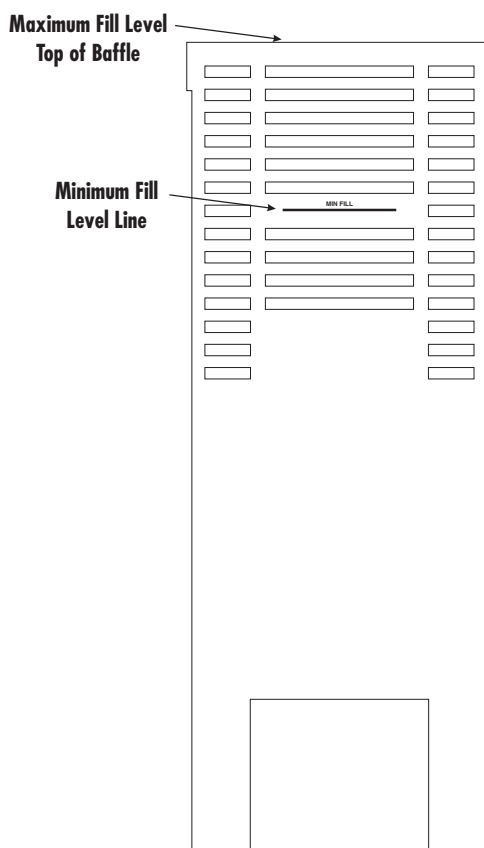 Maximum Fill Level
Top of Baffle
Minimum Fill
Level Line
MIN FILL